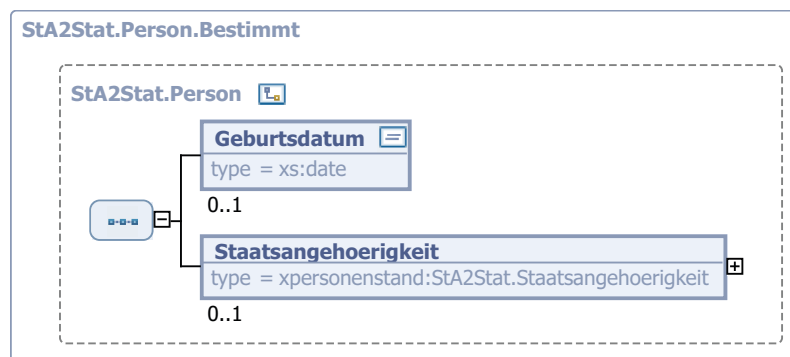 StA2Stat.Person.Bestimmt
StA2Stat.Person
Geburtsdatum
type = xs:date
0..1
Staatsangehoerigkeit
type = xpersonenstand:StA2Stat.Staatsangehoerigkeit
0..1